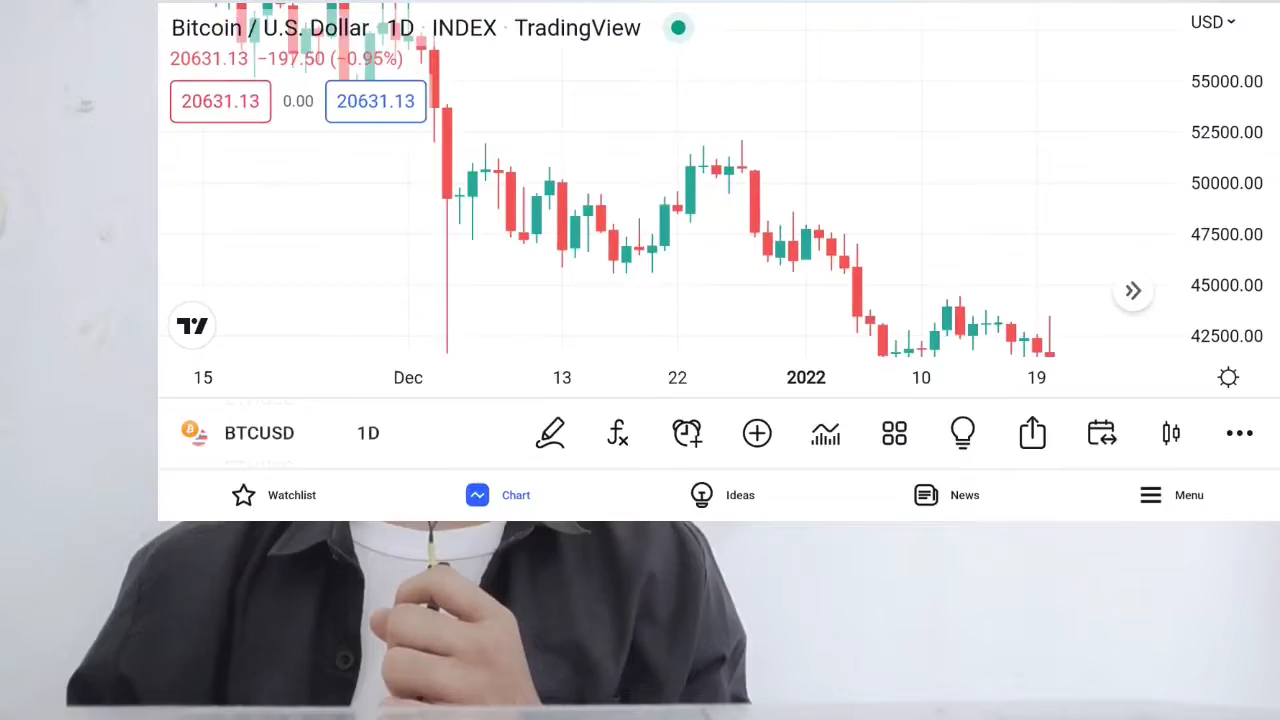 Bitcoin / U.S. Dollar · 1D · INDEX · TradingView
USD
20631.13 −197.50 (−0.95%)
20631.13 0.00 20631.13
55000.00
52500.00
50000.00
47500.00
45000.00
42500.00
15 Dec 13 22 2022 10 19
BTCUSD 1D
Watchlist Chart Ideas News Menu